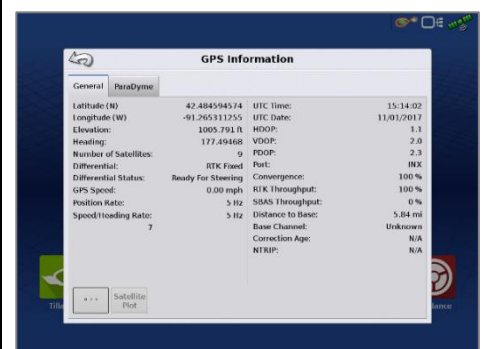 GPS Information
General
ParaDyme
Latitude (N) 42.484594574
Longitude (W) -91.265311255
Elevation: 1005.791 ft
Heading: 177.49468
Number of Satellites: 9
Differential: RTK Fixed
Differential Status: Ready For Steering
GPS Speed: 0.00 mph
Position Rate: 5 Hz
Speed/Heading Rate: 5 Hz
7
UTC Time: 15:14:02
UTC Date: 11/01/2017
HDOP: 1.1
VDOP: 2.0
PDOP: 2.3
Port: INX
Convergence: 100 %
RTK Throughput: 100 %
SBAS Throughput: 0 %
Distance to Base: 5.84 mi
Base Channel: Unknown
Correction Age: N/A
NTRIP: N/A
...
Satellite
Plot